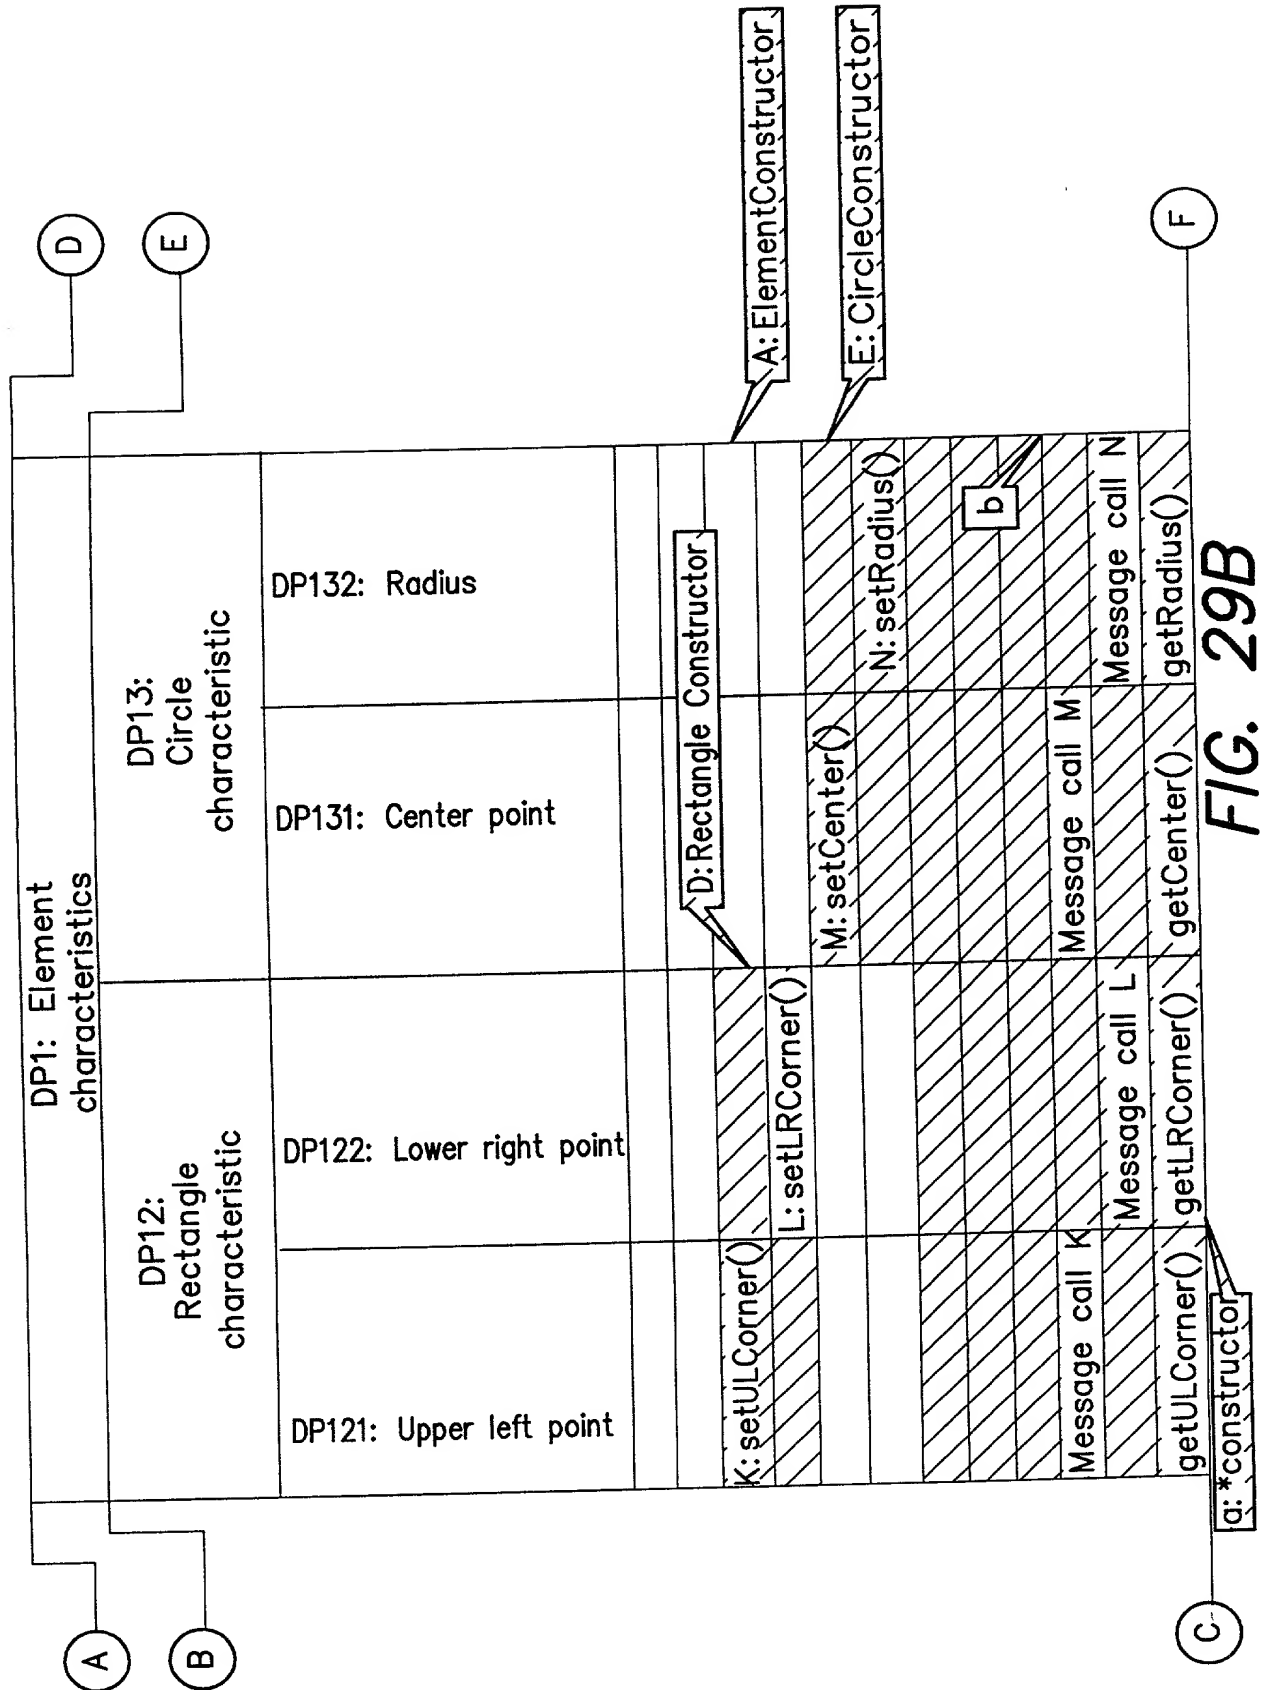 A
B
C
D
E
F
DP1: Element
characteristics
DP12:
Rectangle
characteristic
DP13:
Circle
characteristic
DP121: Upper left point
DP122: Lower right point
DP131: Center point
DP132: Radius
D:Rectangle Constructor
A:ElementConstructor
E:CircleConstructor
K:setULCorner()
L:setLRCorner()
M:setCenter()
N:setRadius()
b
Message call K
Message call M
Message call L
Message call N
getULCorner()
getLRCorner()
getCenter()
getRadius()
a:*constructor
FIG. 29B